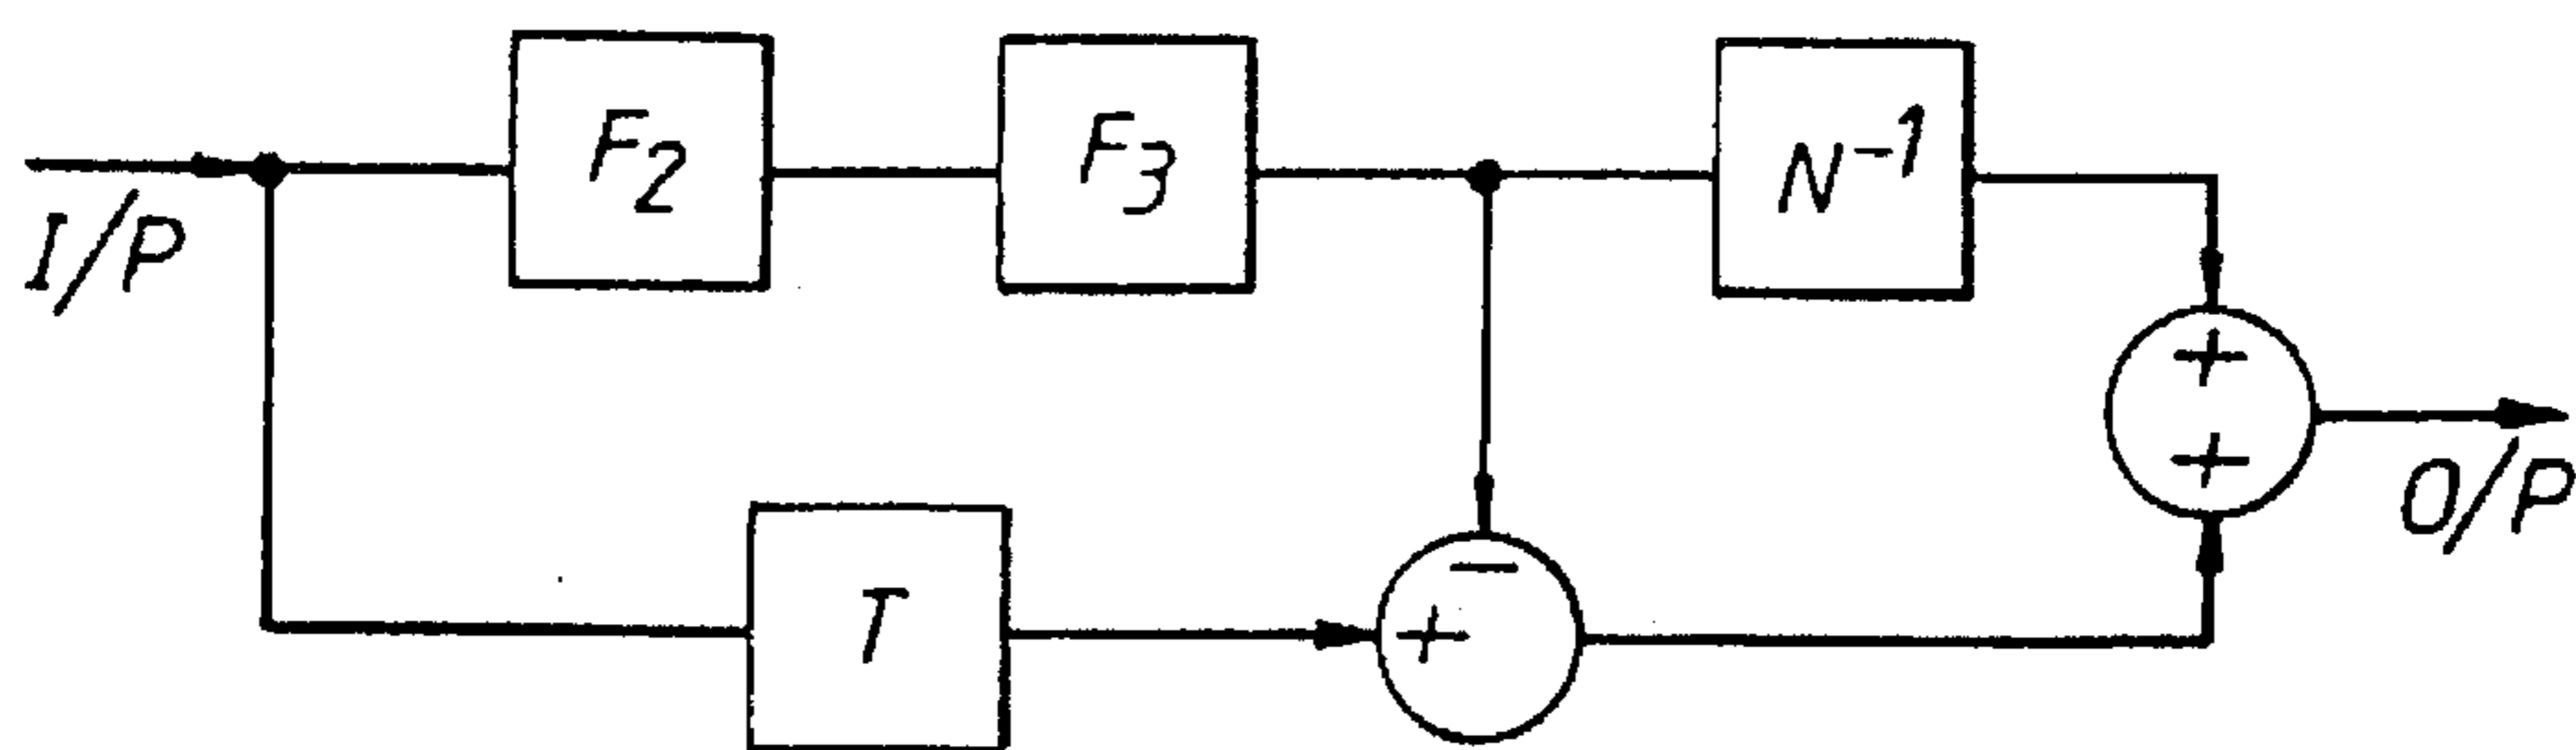 I/P
F₂
F₃
N⁻¹
T
−
+
+
+
O/P